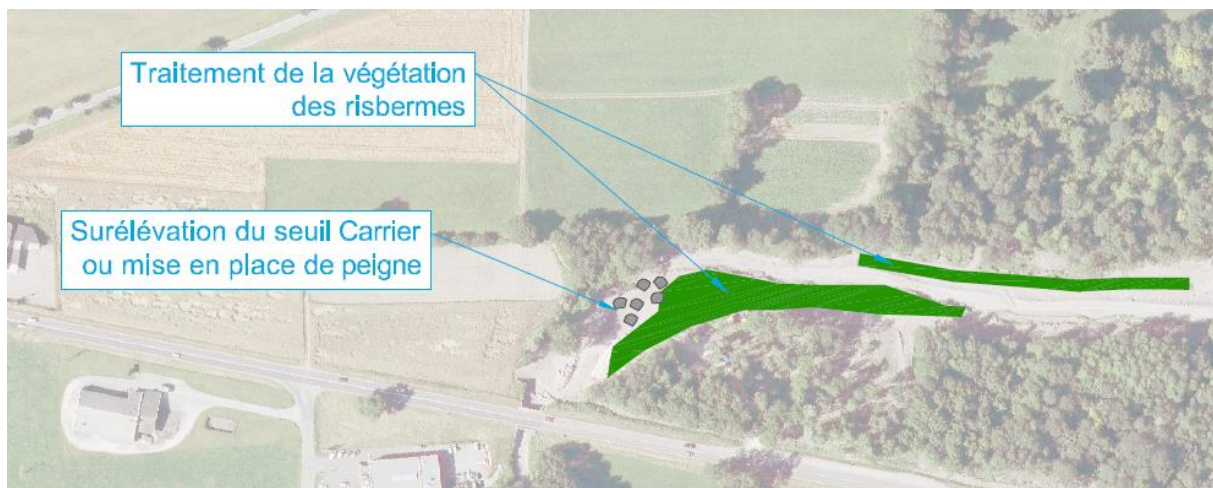 Traitement de la végétation
des risbermes
Surélévation du seuil Carrier
ou mise en place de peigne